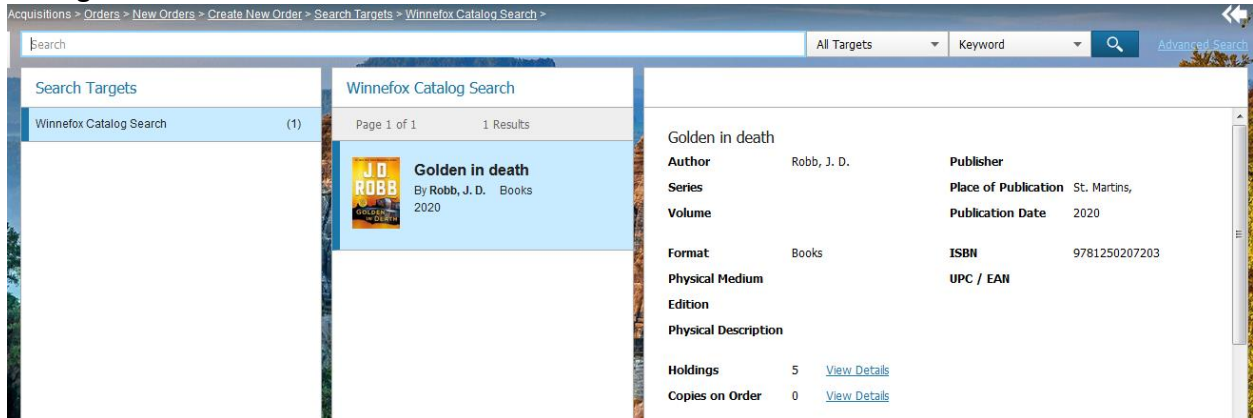 Acquisitions > Orders > New Orders > Create New Order > Search Targets > Winnefox Catalog Search >
Search
All Targets
Keyword
Advanced Search
Search Targets
Winnefox Catalog Search (1)
Winnefox Catalog Search
Page 1 of 1 1 Results
J.D. ROBB
GOLDEN IN DEATH
Golden in death
By Robb, J. D. Books
2020
Golden in death
Author Robb, J. D. Publisher
Series Place of Publication St. Martins,
Volume Publication Date 2020
Format Books ISBN 9781250207203
Physical Medium UPC / EAN
Edition
Physical Description
Holdings 5 View Details
Copies on Order 0 View Details